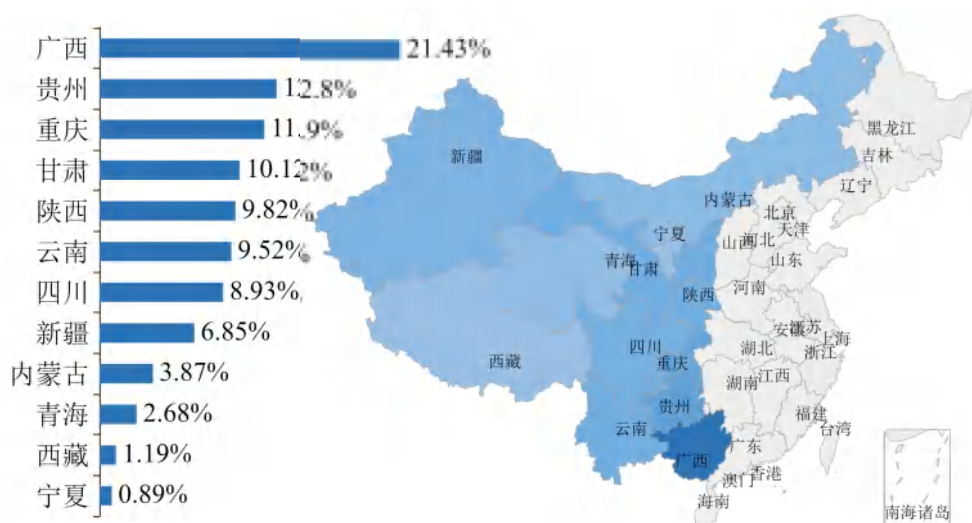 广西 21.43%
贵州 12.8%
重庆 11.9%
甘肃 10.12%
陕西 9.82%
云南 9.52%
四川 8.93%
新疆 6.85%
内蒙古 3.87%
青海 2.68%
西藏 1.19%
宁夏 0.89%
黑龙江
新疆
吉林
辽宁
内蒙古
北京
天津
宁夏
山西
河北
青海
甘肃
山东
陕西
河南
安徽
江苏
上海
四川
湖北
浙江
西藏
重庆
湖南
江西
贵州
福建
云南
台湾
广东
广西
香港
澳门
海南
南海诸岛